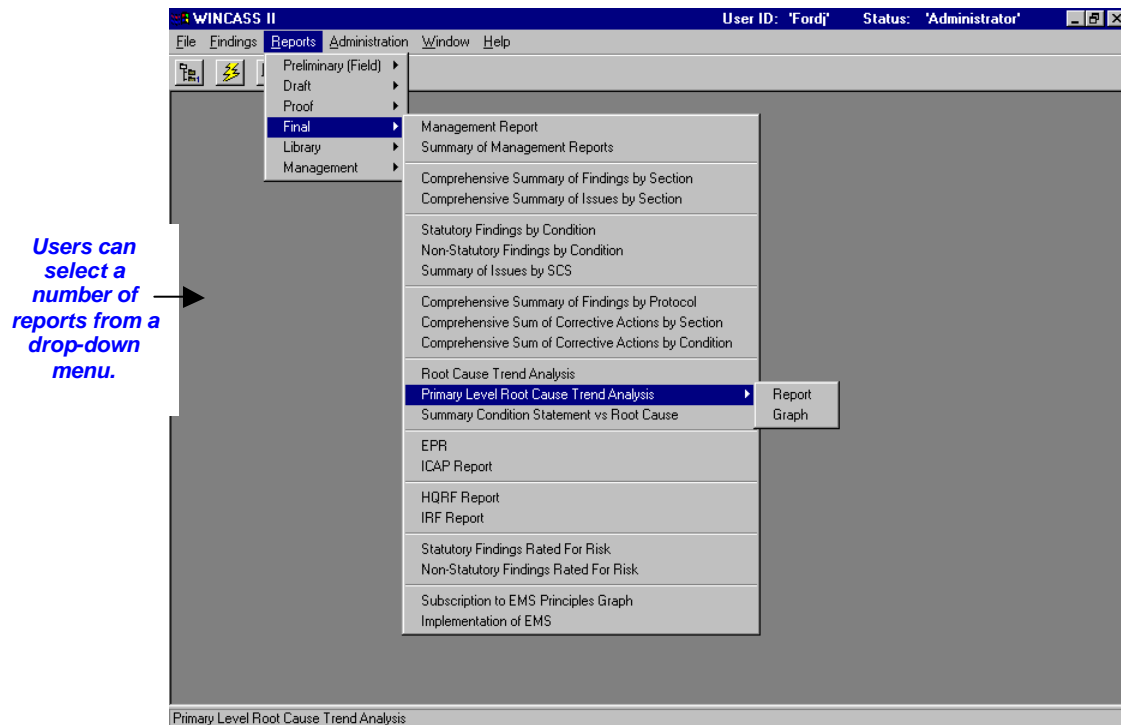 WINCASS II User ID: 'Fordj' Status: 'Administrator'
File Findings Reports Administration Window Help
Preliminary (Field)
Draft
Proof
Final
Library
Management
Management Report
Summary of Management Reports
Comprehensive Summary of Findings by Section
Comprehensive Summary of Issues by Section
Statutory Findings by Condition
Non-Statutory Findings by Condition
Summary of Issues by SCS
Comprehensive Summary of Findings by Protocol
Comprehensive Sum of Corrective Actions by Section
Comprehensive Sum of Corrective Actions by Condition
Root Cause Trend Analysis
Primary Level Root Cause Trend Analysis
Summary Condition Statement vs Root Cause
EPR
ICAP Report
HQRF Report
IRF Report
Statutory Findings Rated For Risk
Non-Statutory Findings Rated For Risk
Subscription to EMS Principles Graph
Implementation of EMS
Report
Graph
Users can
select a
number of
reports from a
drop-down
menu.
Primary Level Root Cause Trend Analysis